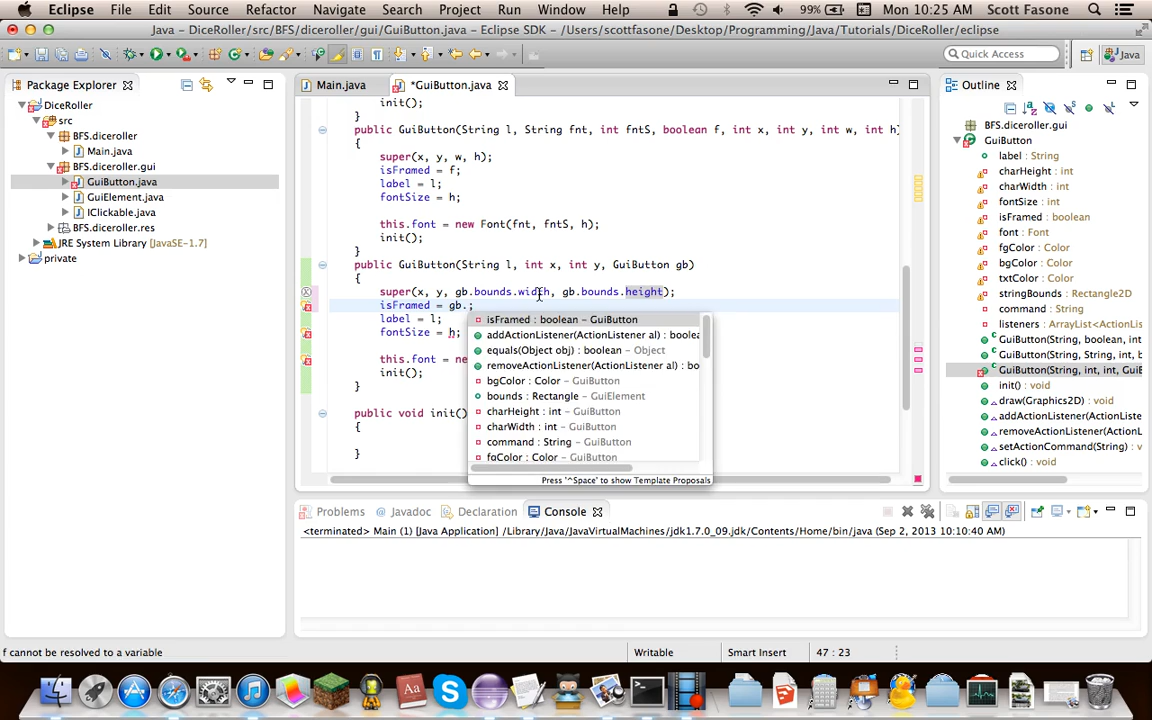 Eclipse File Edit Source Refactor Navigate Search Project Run Window Help 99% Mon 10:25 AM Scott Fasone
Java – DiceRoller/src/BFS/diceroller/gui/GuiButton.java – Eclipse SDK – /Users/scottfasone/Desktop/Programming/Java/Tutorials/DiceRoller/eclipse
Quick Access Java
Package Explorer
DiceRoller
src
BFS.diceroller
Main.java
BFS.diceroller.gui
GuiButton.java
GuiElement.java
IClickable.java
BFS.diceroller.res
JRE System Library [JavaSE-1.7]
private
Main.java *GuiButton.java
init();
}
public GuiButton(String l, String fnt, int fntS, boolean f, int x, int y, int w, int h)
{
super(x, y, w, h);
isFramed = f;
label = l;
fontSize = h;
this.font = new Font(fnt, fntS, h);
init();
}
public GuiButton(String l, int x, int y, GuiButton gb)
{
super(x, y, gb.bounds.width, gb.bounds.height);
isFramed = gb.;
label = l;
fontSize = h;
this.font = ne
init();
}
public void init()
{
}
isFramed : boolean – GuiButton
addActionListener(ActionListener al) : boolea
equals(Object obj) : boolean – Object
removeActionListener(ActionListener al) : bo
bgColor : Color – GuiButton
bounds : Rectangle – GuiElement
charHeight : int – GuiButton
charWidth : int – GuiButton
command : String – GuiButton
fgColor : Color – GuiButton
Press '^Space' to show Template Proposals
Outline
BFS.diceroller.gui
GuiButton
label : String
charHeight : int
charWidth : int
fontSize : int
isFramed : boolean
font : Font
fgColor : Color
bgColor : Color
txtColor : Color
stringBounds : Rectangle2D
listeners : ArrayList<ActionListe
GuiButton(String, boolean, int
GuiButton(String, String, int, b
GuiButton(String, int, int, GuiE
init() : void
draw(Graphics2D) : void
addActionListener(ActionListe
removeActionListener(ActionL
setActionCommand(String) : v
click() : void
Problems Javadoc Declaration Console
<terminated> Main (1) [Java Application] /Library/Java/JavaVirtualMachines/jdk1.7.0_09.jdk/Contents/Home/bin/java (Sep 2, 2013 10:10:40 AM)
f cannot be resolved to a variable Writable Smart Insert 47 : 23